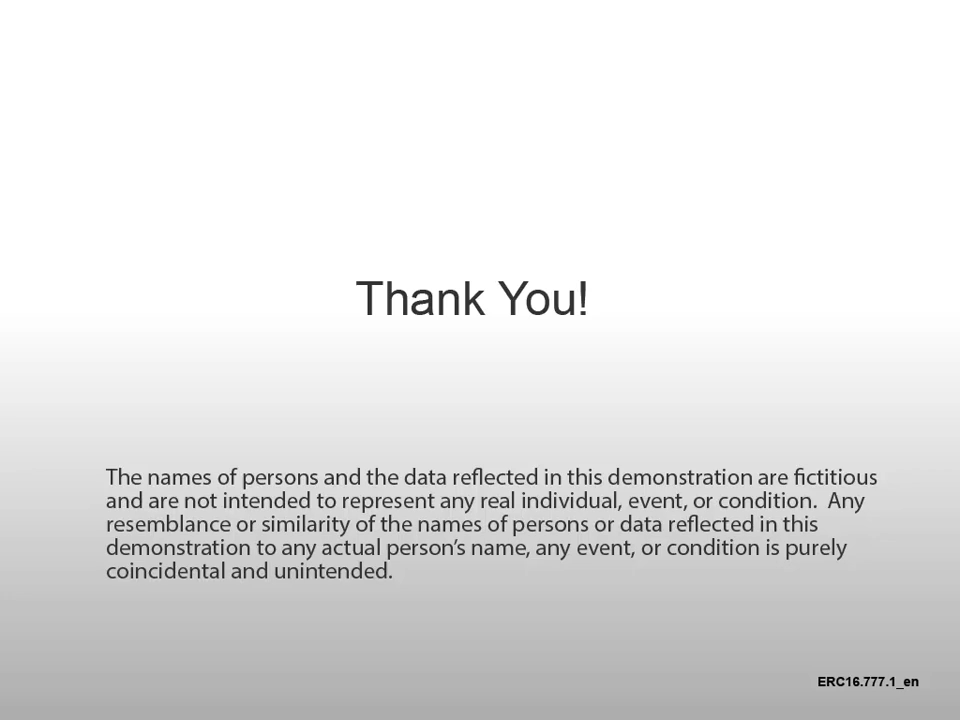 Thank You!
The names of persons and the data reflected in this demonstration are fictitious
and are not intended to represent any real individual, event, or condition.  Any
resemblance or similarity of the names of persons or data reflected in this
demonstration to any actual person’s name, any event, or condition is purely
coincidental and unintended.
ERC16.777.1_en